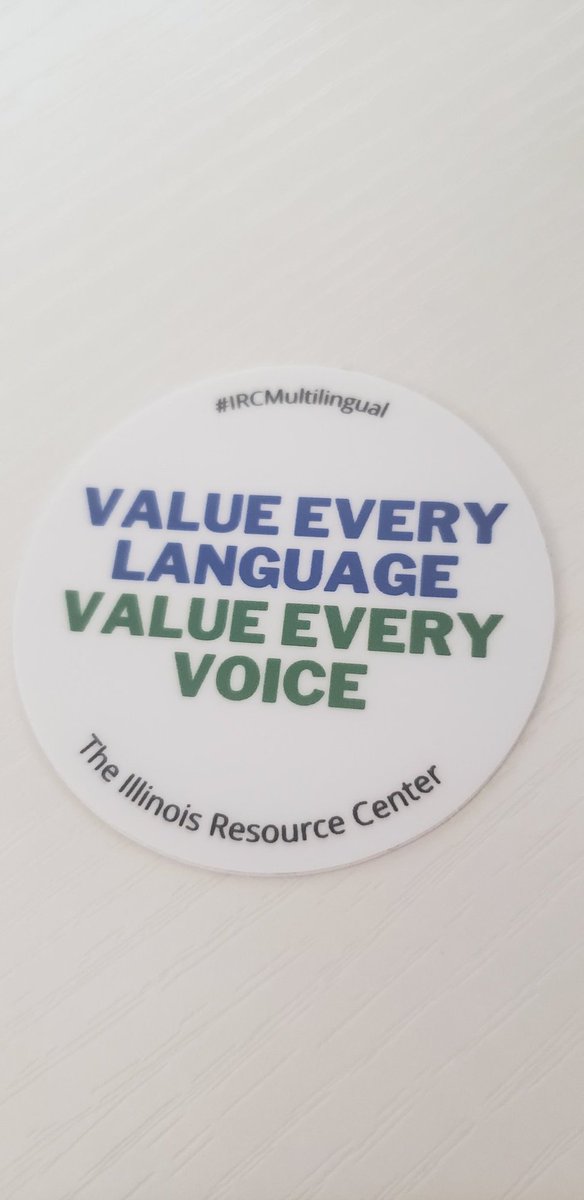 #IRCMultilingual
VALUE EVERY
LANGUAGE
VALUE EVERY
VOICE
The Illinois Resource Center